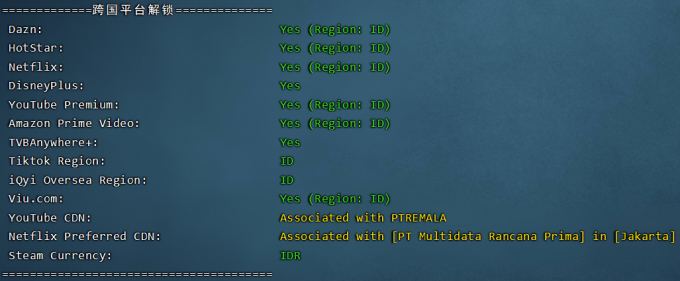 =============跨国平台解锁==============
Dazn: Yes (Region: ID)
HotStar: Yes (Region: ID)
Netflix: Yes (Region: ID)
DisneyPlus: Yes
YouTube Premium: Yes (Region: ID)
Amazon Prime Video: Yes (Region: ID)
TVBAnywhere+: Yes
Tiktok Region: ID
iQyi Oversea Region: ID
Viu.com: Yes (Region: ID)
YouTube CDN: Associated with PTREMALA
Netflix Preferred CDN: Associated with [PT Multidata Rancana Prima] in [Jakarta]
Steam Currency: IDR
=======================================